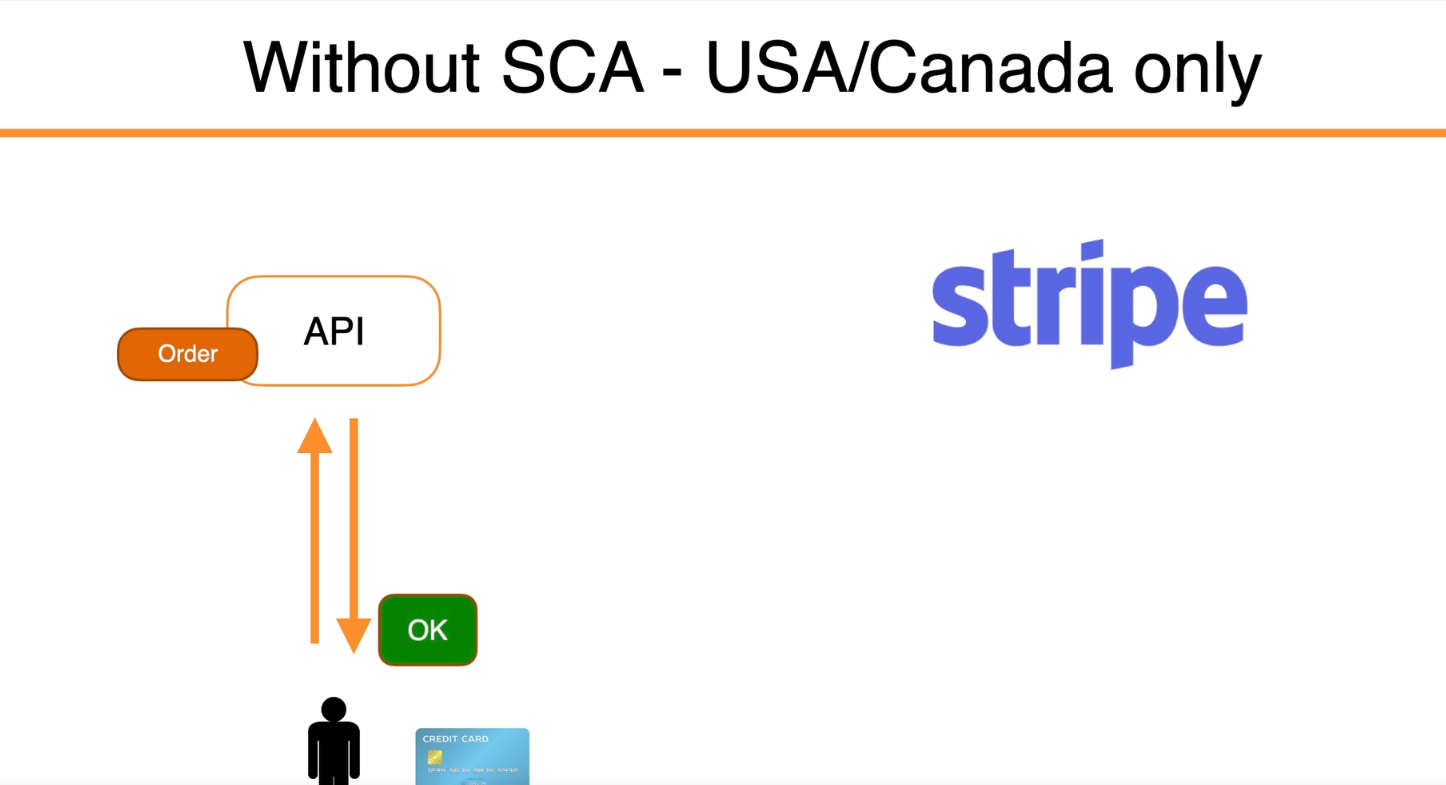 Without SCA - USA/Canada only
stripe
API
Order
OK
CREDIT CARD